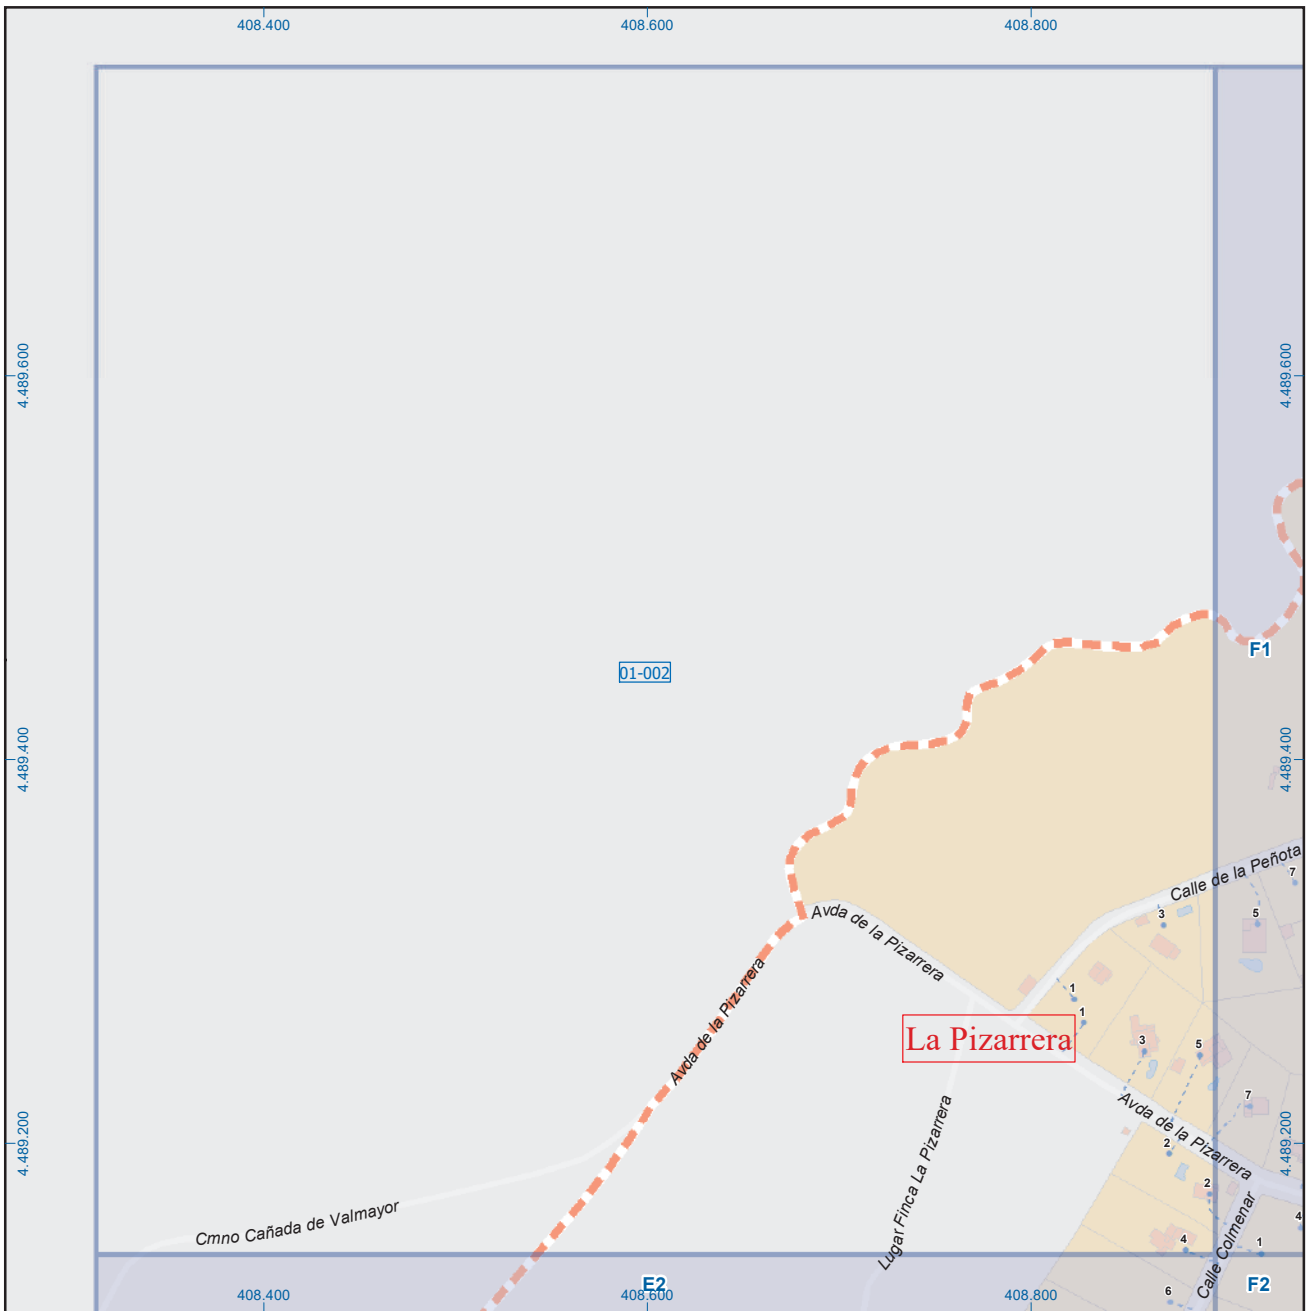 408.400
408.600
408.800
4.489.600
4.489.600
F1
01-002
4.489.400
4.489.400
Calle de la Peñota
7
3
5
Avda de la Pizarrera
Avda de la Pizarrera
1
1
La Pizarrera
3
5
7
Avda de la Pizarrera
4.489.200
4.489.200
Lugar Finca La Pizarrera
2
2
Cmno Cañada de Valmayor
Calle Colmenar
4
4
1
6
E2
F2
408.400
408.600
408.800